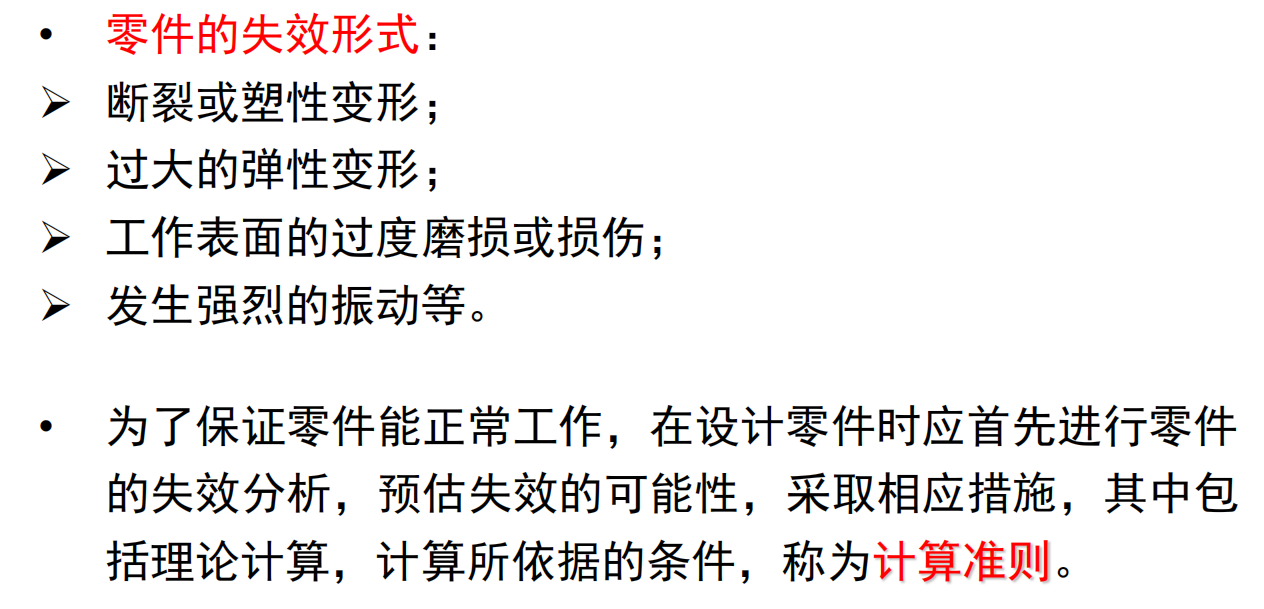 • 零件的失效形式：
➢ 断裂或塑性变形；
➢ 过大的弹性变形；
➢ 工作表面的过度磨损或损伤；
➢ 发生强烈的振动等。
• 为了保证零件能正常工作，在设计零件时应首先进行零件
的失效分析，预估失效的可能性，采取相应措施，其中包
括理论计算，计算所依据的条件，称为计算准则。